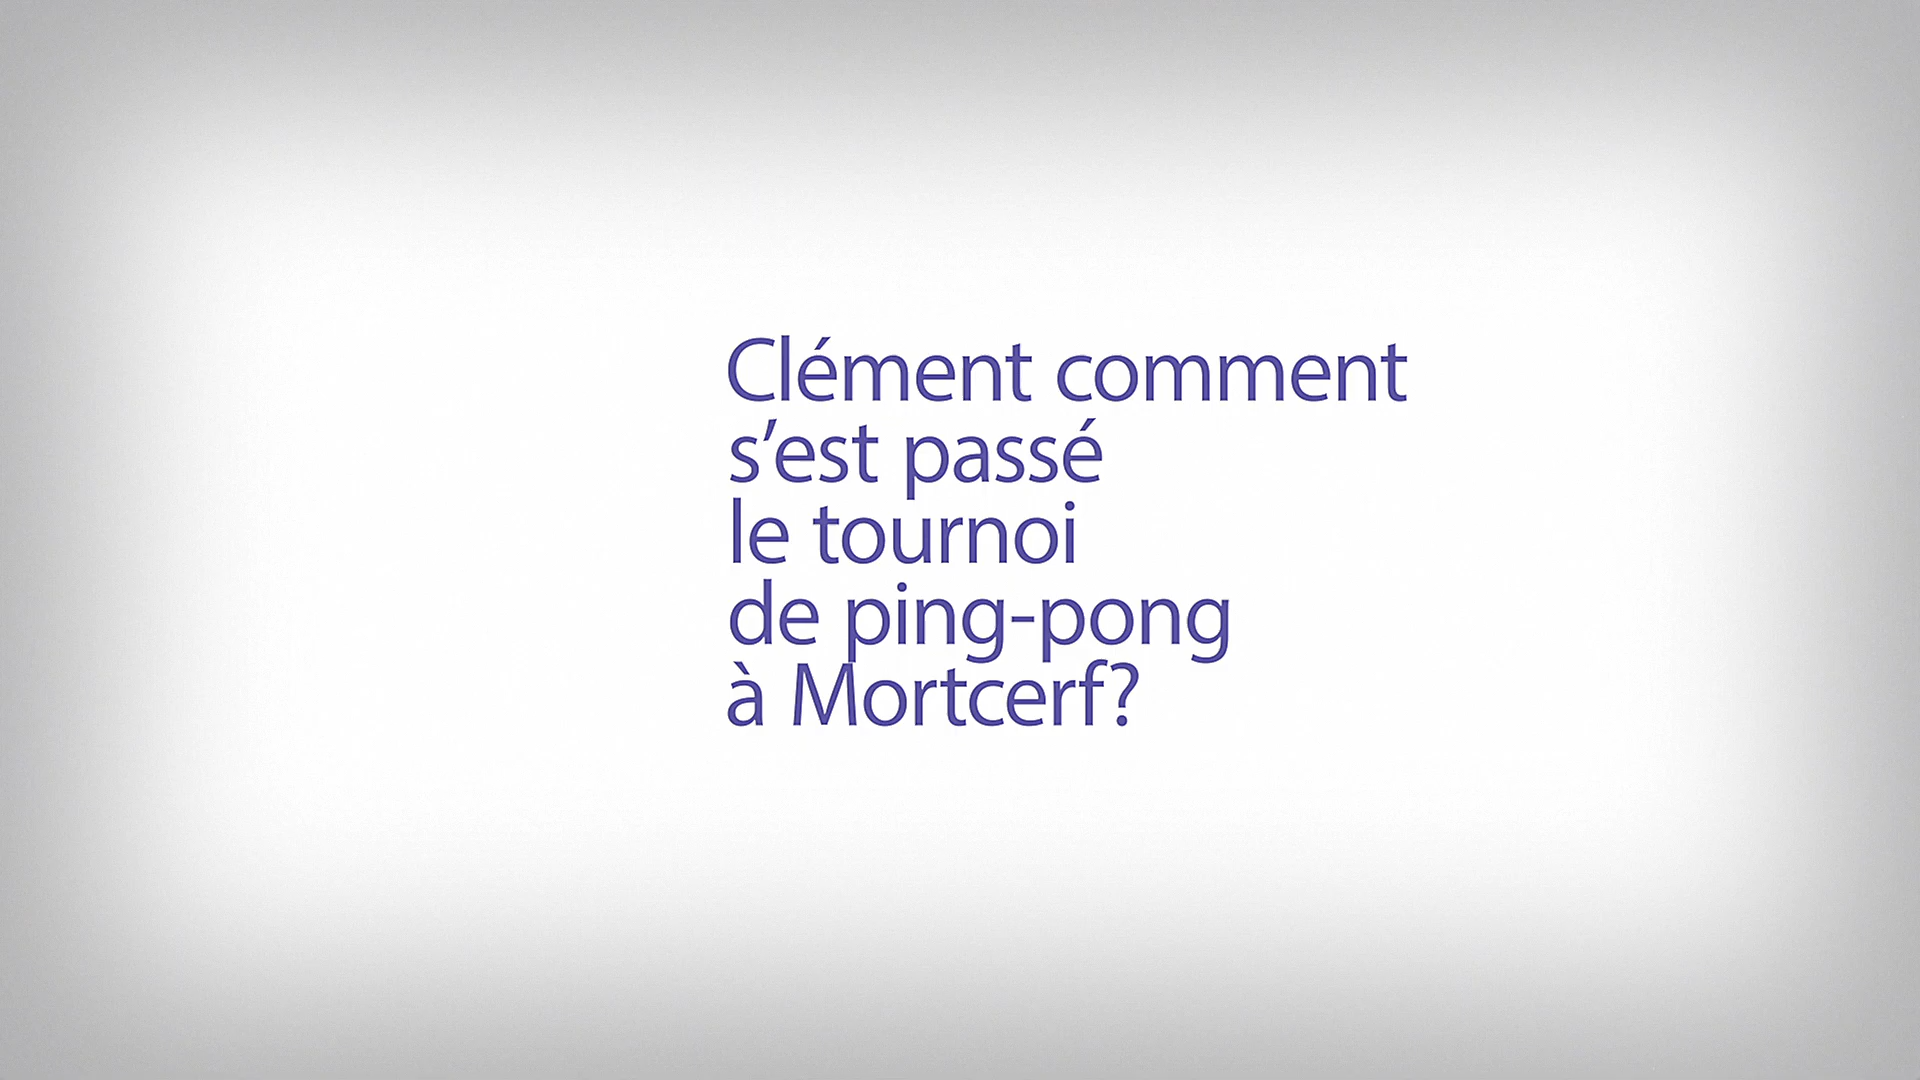 Clément comment
s’est passé
le tournoi
de ping-pong
à Mortcerf?